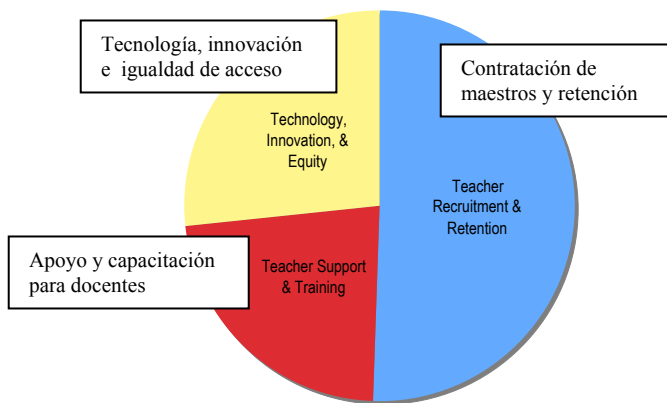 Tecnología, innovación
e igualdad de acceso
Contratación de
maestros y retención
Technology,
Innovation, &
Equity
Teacher
Recruitment &
Retention
Apoyo y capacitación
para docentes
Teacher Support
& Training